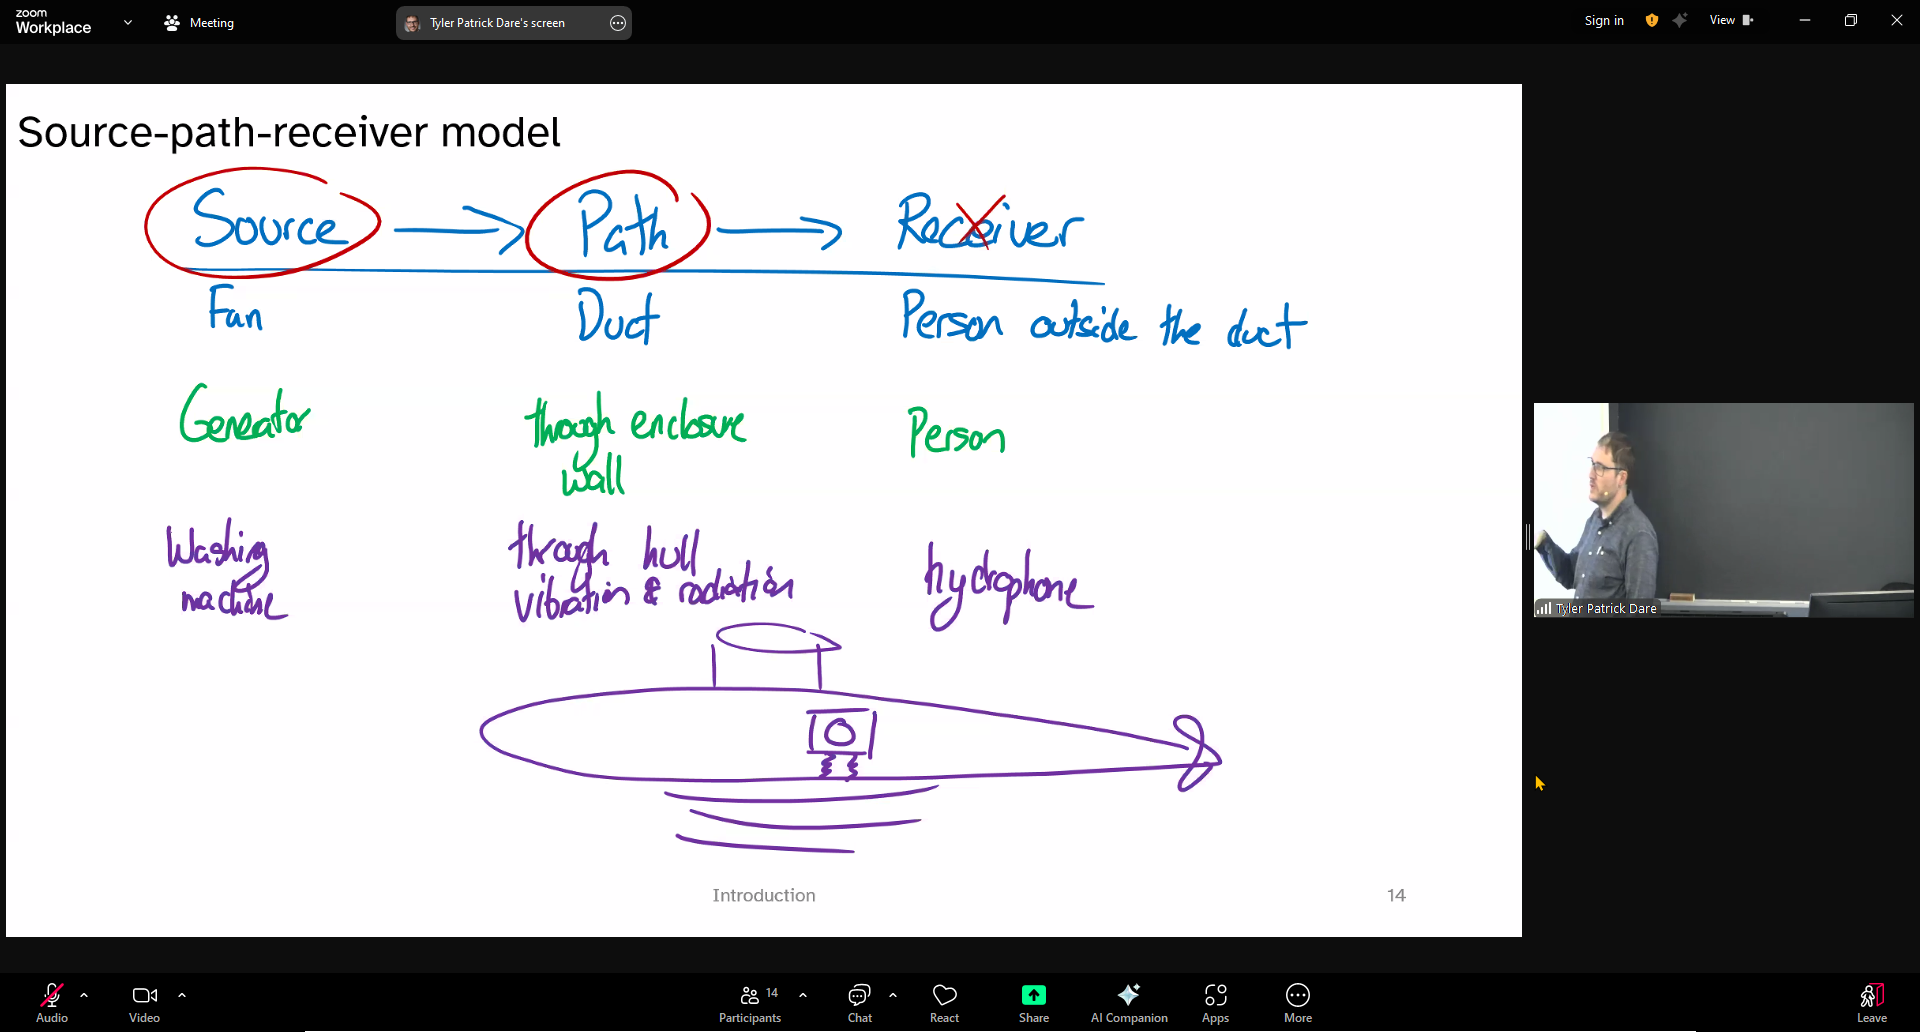 zoom
Workplace
Meeting
Tyler Patrick Dare's screen
Sign in
View
Source-path-receiver model
Source → Path → Receiver
Fan Duct Person outside the duct
Generator through enclosure Person
wall
Washing through hull
machine vibration & radiation hydrophone
Tyler Patrick Dare
Introduction
14
Audio
Video
14
Participants
Chat
React
Share
AI Companion
Apps
More
Leave